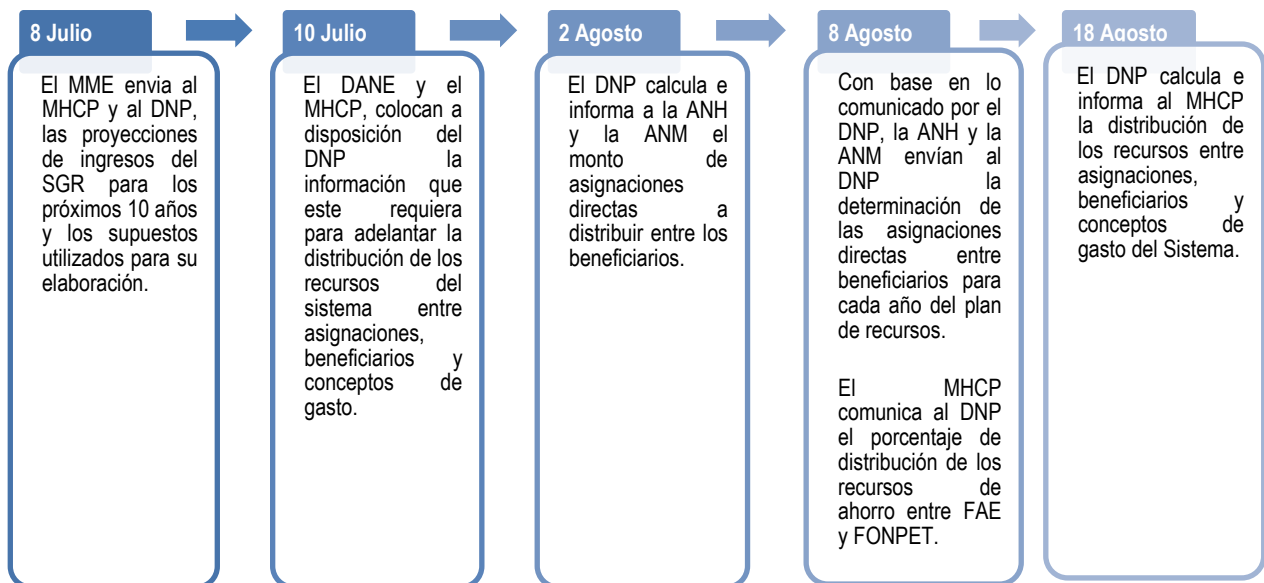 8 Julio
El MME envia al
MHCP y al DNP,
las proyecciones
de ingresos del
SGR para los
próximos 10 años
y los supuestos
utilizados para su
elaboración.
10 Julio
El DANE y el
MHCP, colocan a
disposición del
DNP la
información que
este requiera
para adelantar la
distribución de los
recursos del
sistema entre
asignaciones,
beneficiarios y
conceptos de
gasto.
2 Agosto
El DNP calcula e
informa a la ANH
y la ANM el
monto de
asignaciones
directas a
distribuir entre los
beneficiarios.
8 Agosto
Con base en lo
comunicado por el
DNP, la ANH y la
ANM envían al
DNP la
determinación de
las asignaciones
directas entre
beneficiarios para
cada año del plan
de recursos.
El MHCP
comunica al DNP
el porcentaje de
distribución de los
recursos de
ahorro entre FAE
y FONPET.
18 Agosto
El DNP calcula e
informa al MHCP
la distribución de
los recursos entre
asignaciones,
beneficiarios y
conceptos de
gasto del Sistema.